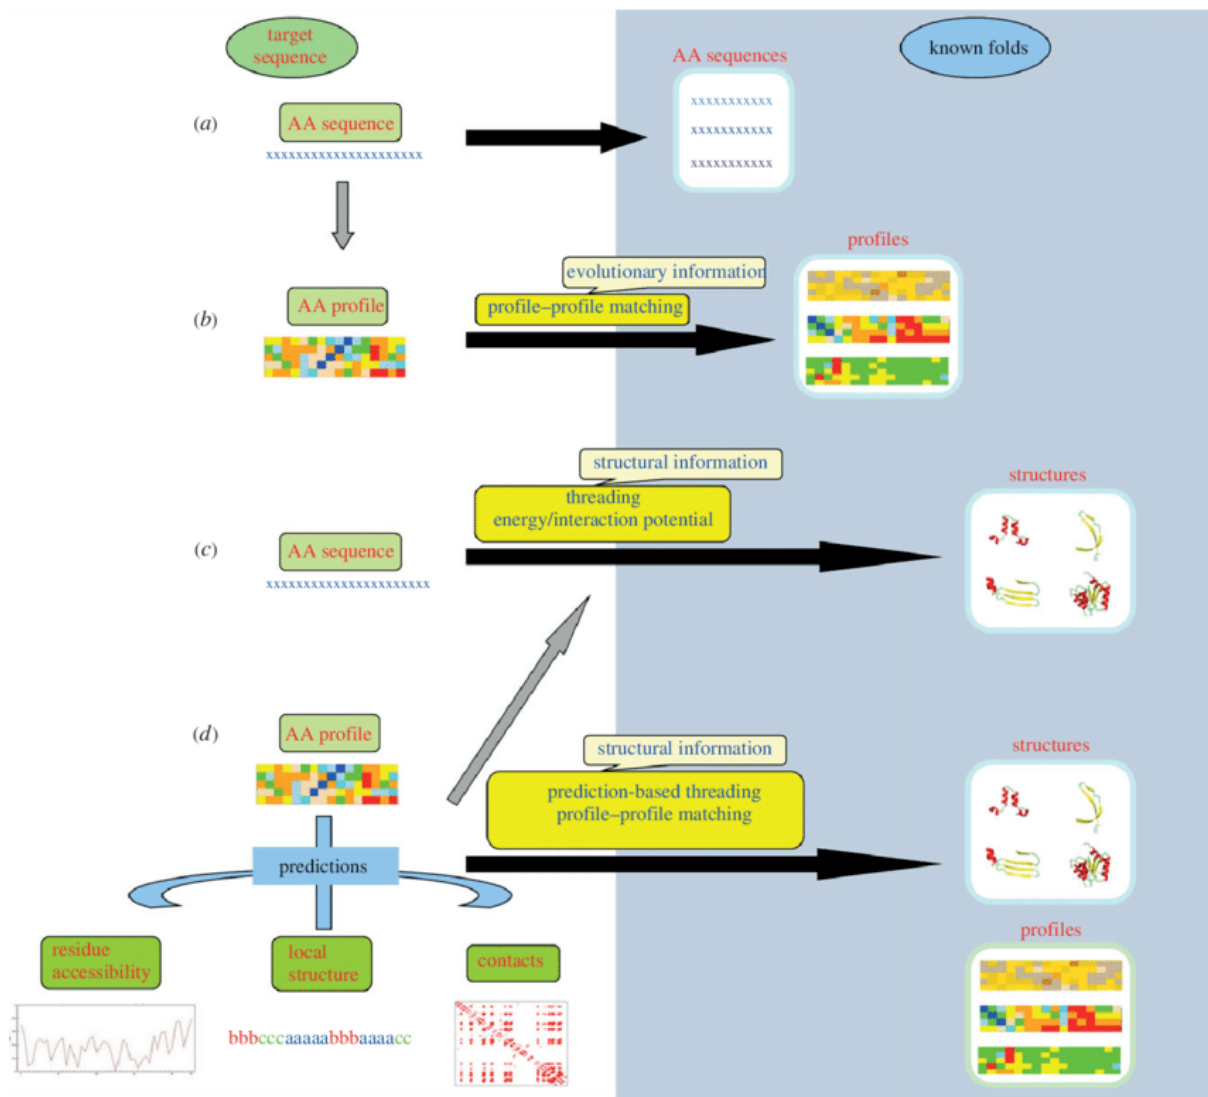 target
sequence
known folds
AA sequences
(a)
AA sequence
xxxxxxxxxxxxxxxxxxxxx
xxxxxxxxxxx
xxxxxxxxxxx
xxxxxxxxxxx
profiles
evolutionary information
(b)
AA profile
profile–profile matching
structural information
threading
energy/interaction potential
structures
(c)
AA sequence
xxxxxxxxxxxxxxxxxxxxxx
(d)
AA profile
structural information
prediction-based threading
profile–profile matching
structures
predictions
residue
accessibility
local
structure
contacts
profiles
bbbcccaaaaabbbaaaacc